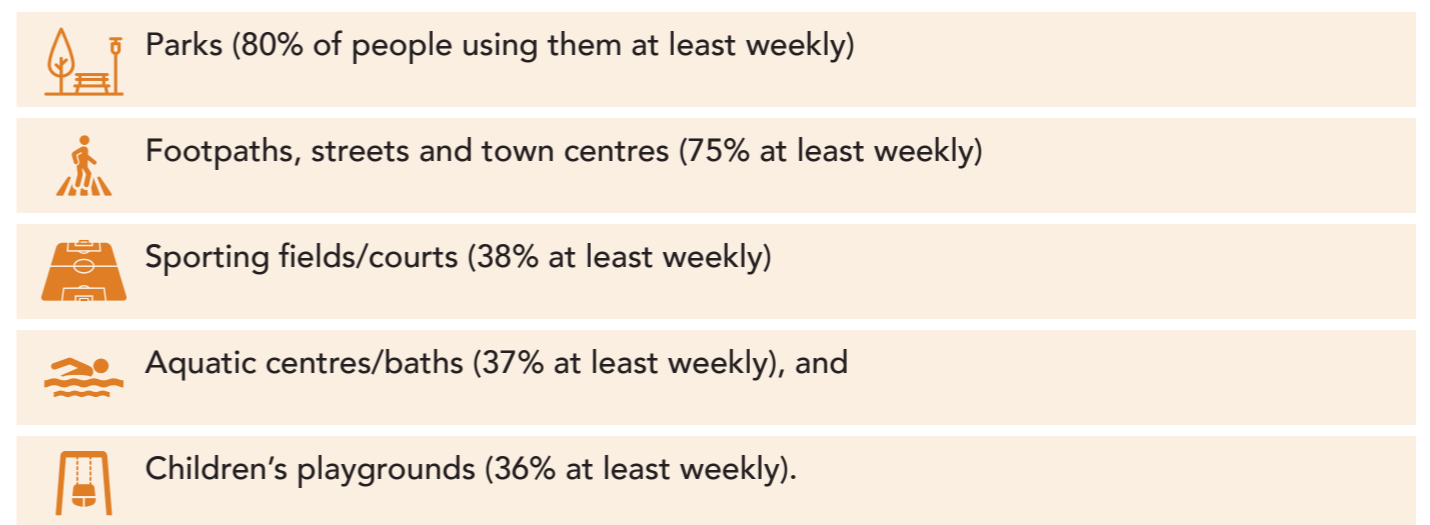 Parks (80% of people using them at least weekly)
Footpaths, streets and town centres (75% at least weekly)
Sporting fields/courts (38% at least weekly)
Aquatic centres/baths (37% at least weekly), and
Children’s playgrounds (36% at least weekly).